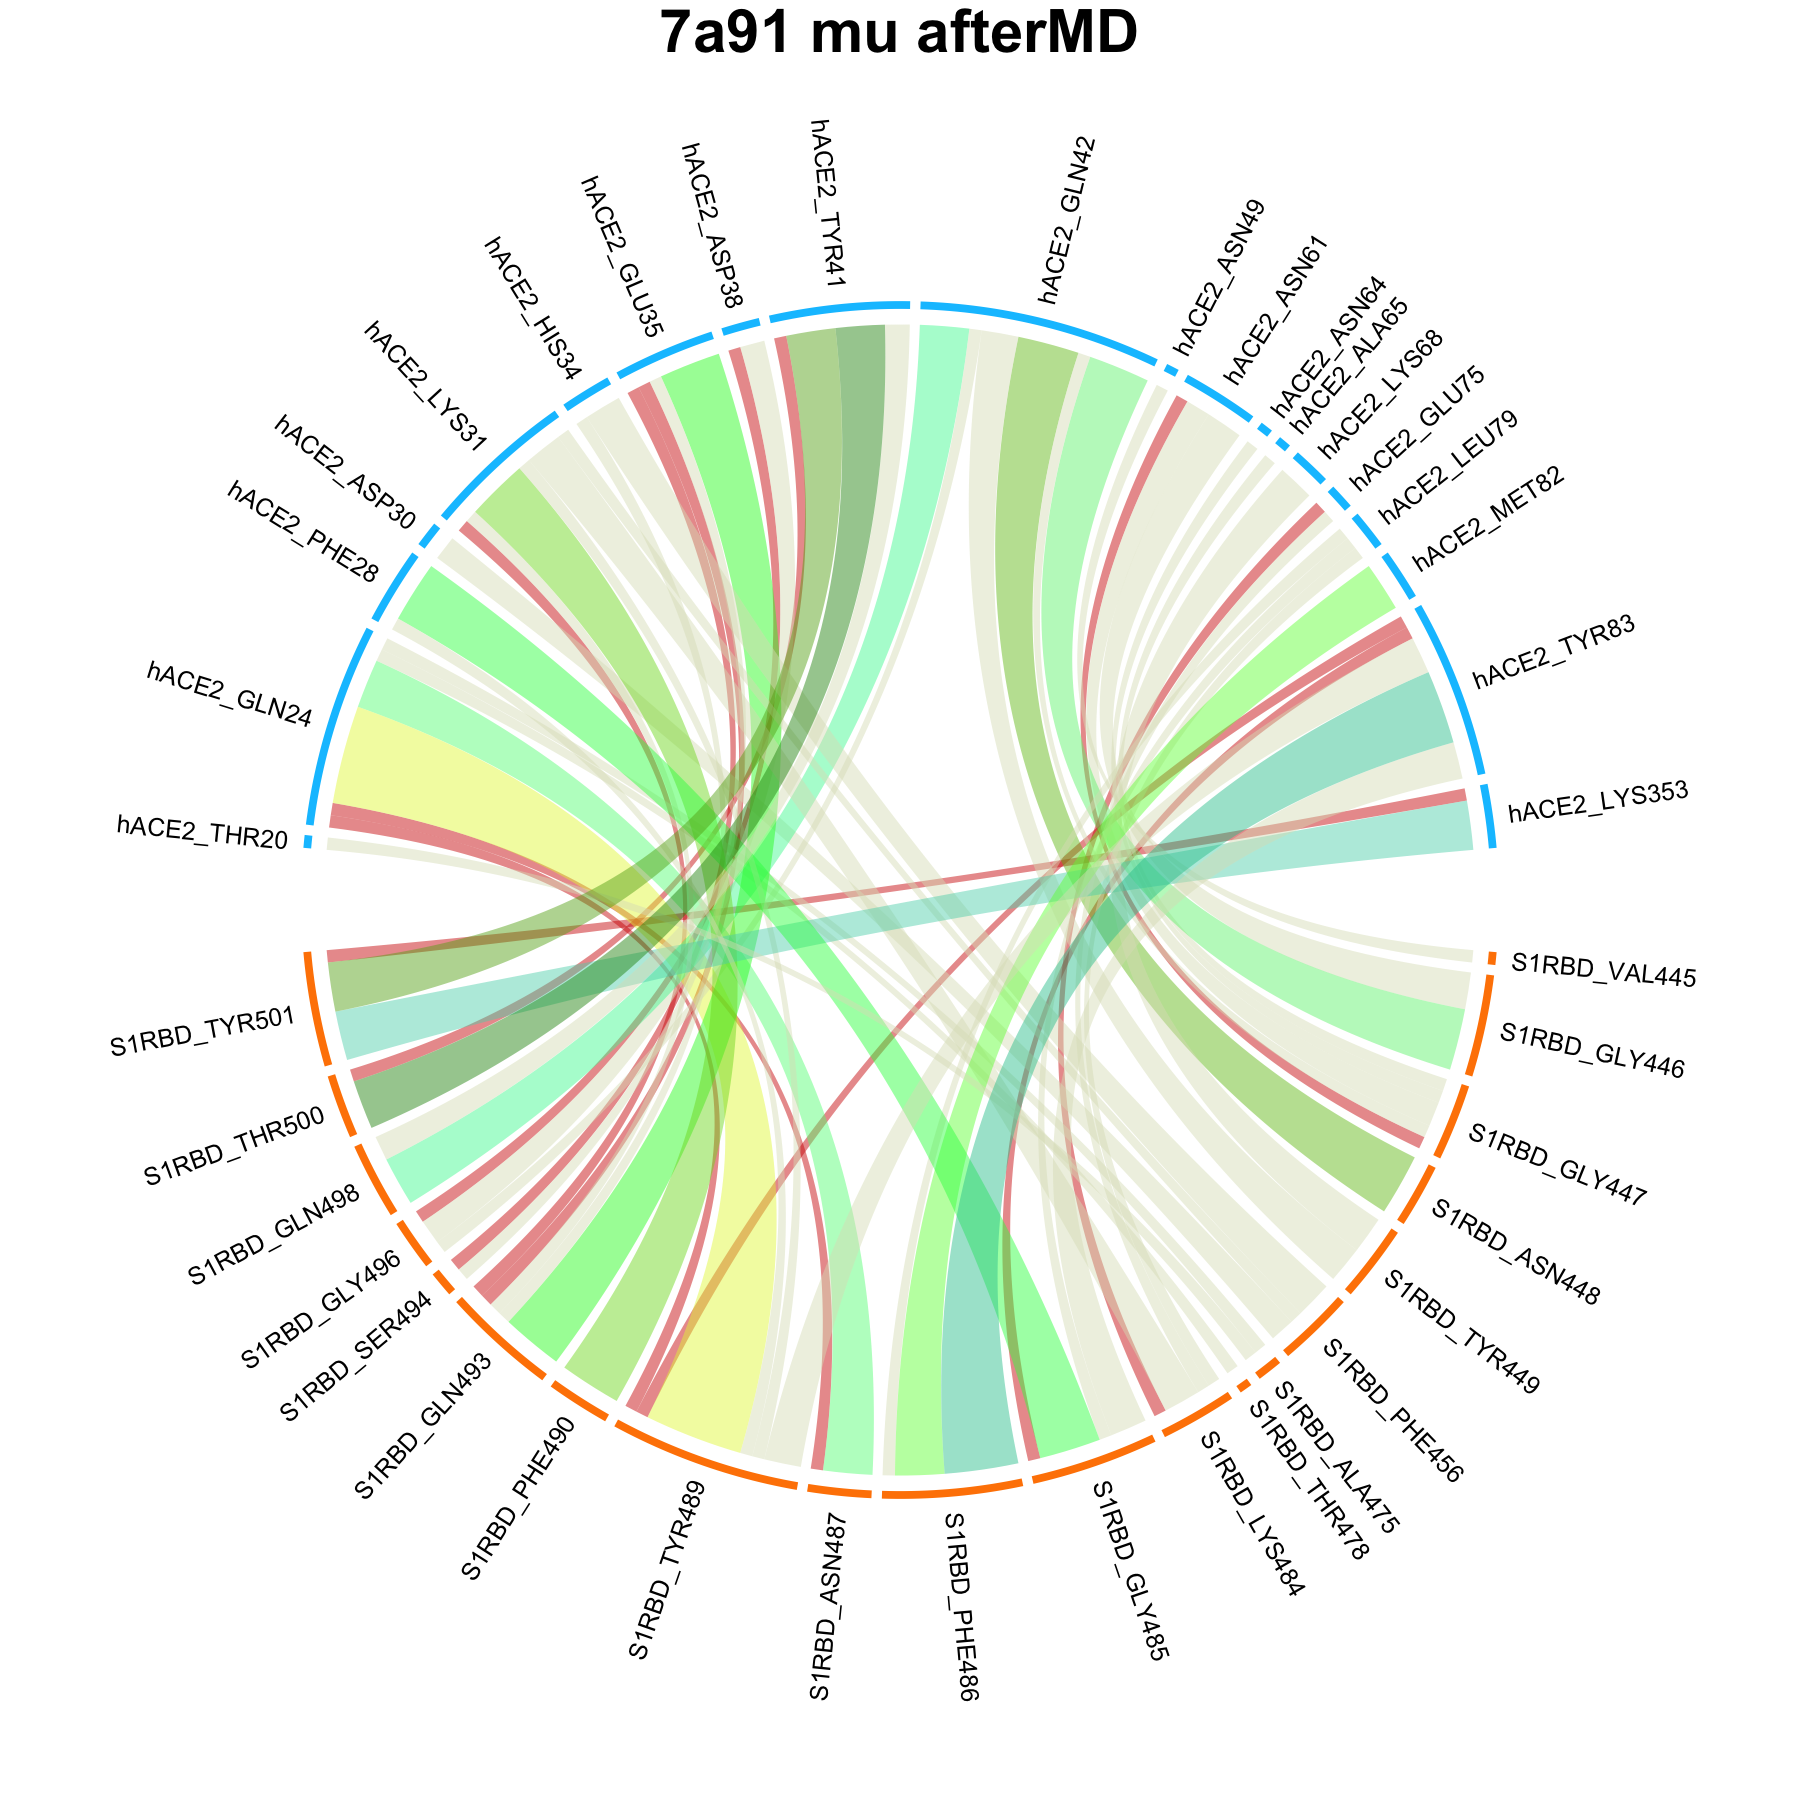 7a91 mu afterMD
hACE2_THR20
hACE2_GLN24
hACE2_PHE28
hACE2_ASP30
hACE2_LYS31
hACE2_HIS34
hACE2_GLU35
hACE2_ASP38
hACE2_TYR41
hACE2_GLN42
hACE2_ASN49
hACE2_ASN61
hACE2_ASN64
hACE2_ALA65
hACE2_LYS68
hACE2_GLU75
hACE2_LEU79
hACE2_MET82
hACE2_TYR83
hACE2_LYS353
S1RBD_VAL445
S1RBD_GLY446
S1RBD_GLY447
S1RBD_ASN448
S1RBD_TYR449
S1RBD_PHE456
S1RBD_ALA475
S1RBD_THR478
S1RBD_LYS484
S1RBD_GLY485
S1RBD_PHE486
S1RBD_ASN487
S1RBD_TYR489
S1RBD_PHE490
S1RBD_GLN493
S1RBD_SER494
S1RBD_GLY496
S1RBD_GLN498
S1RBD_THR500
S1RBD_TYR501